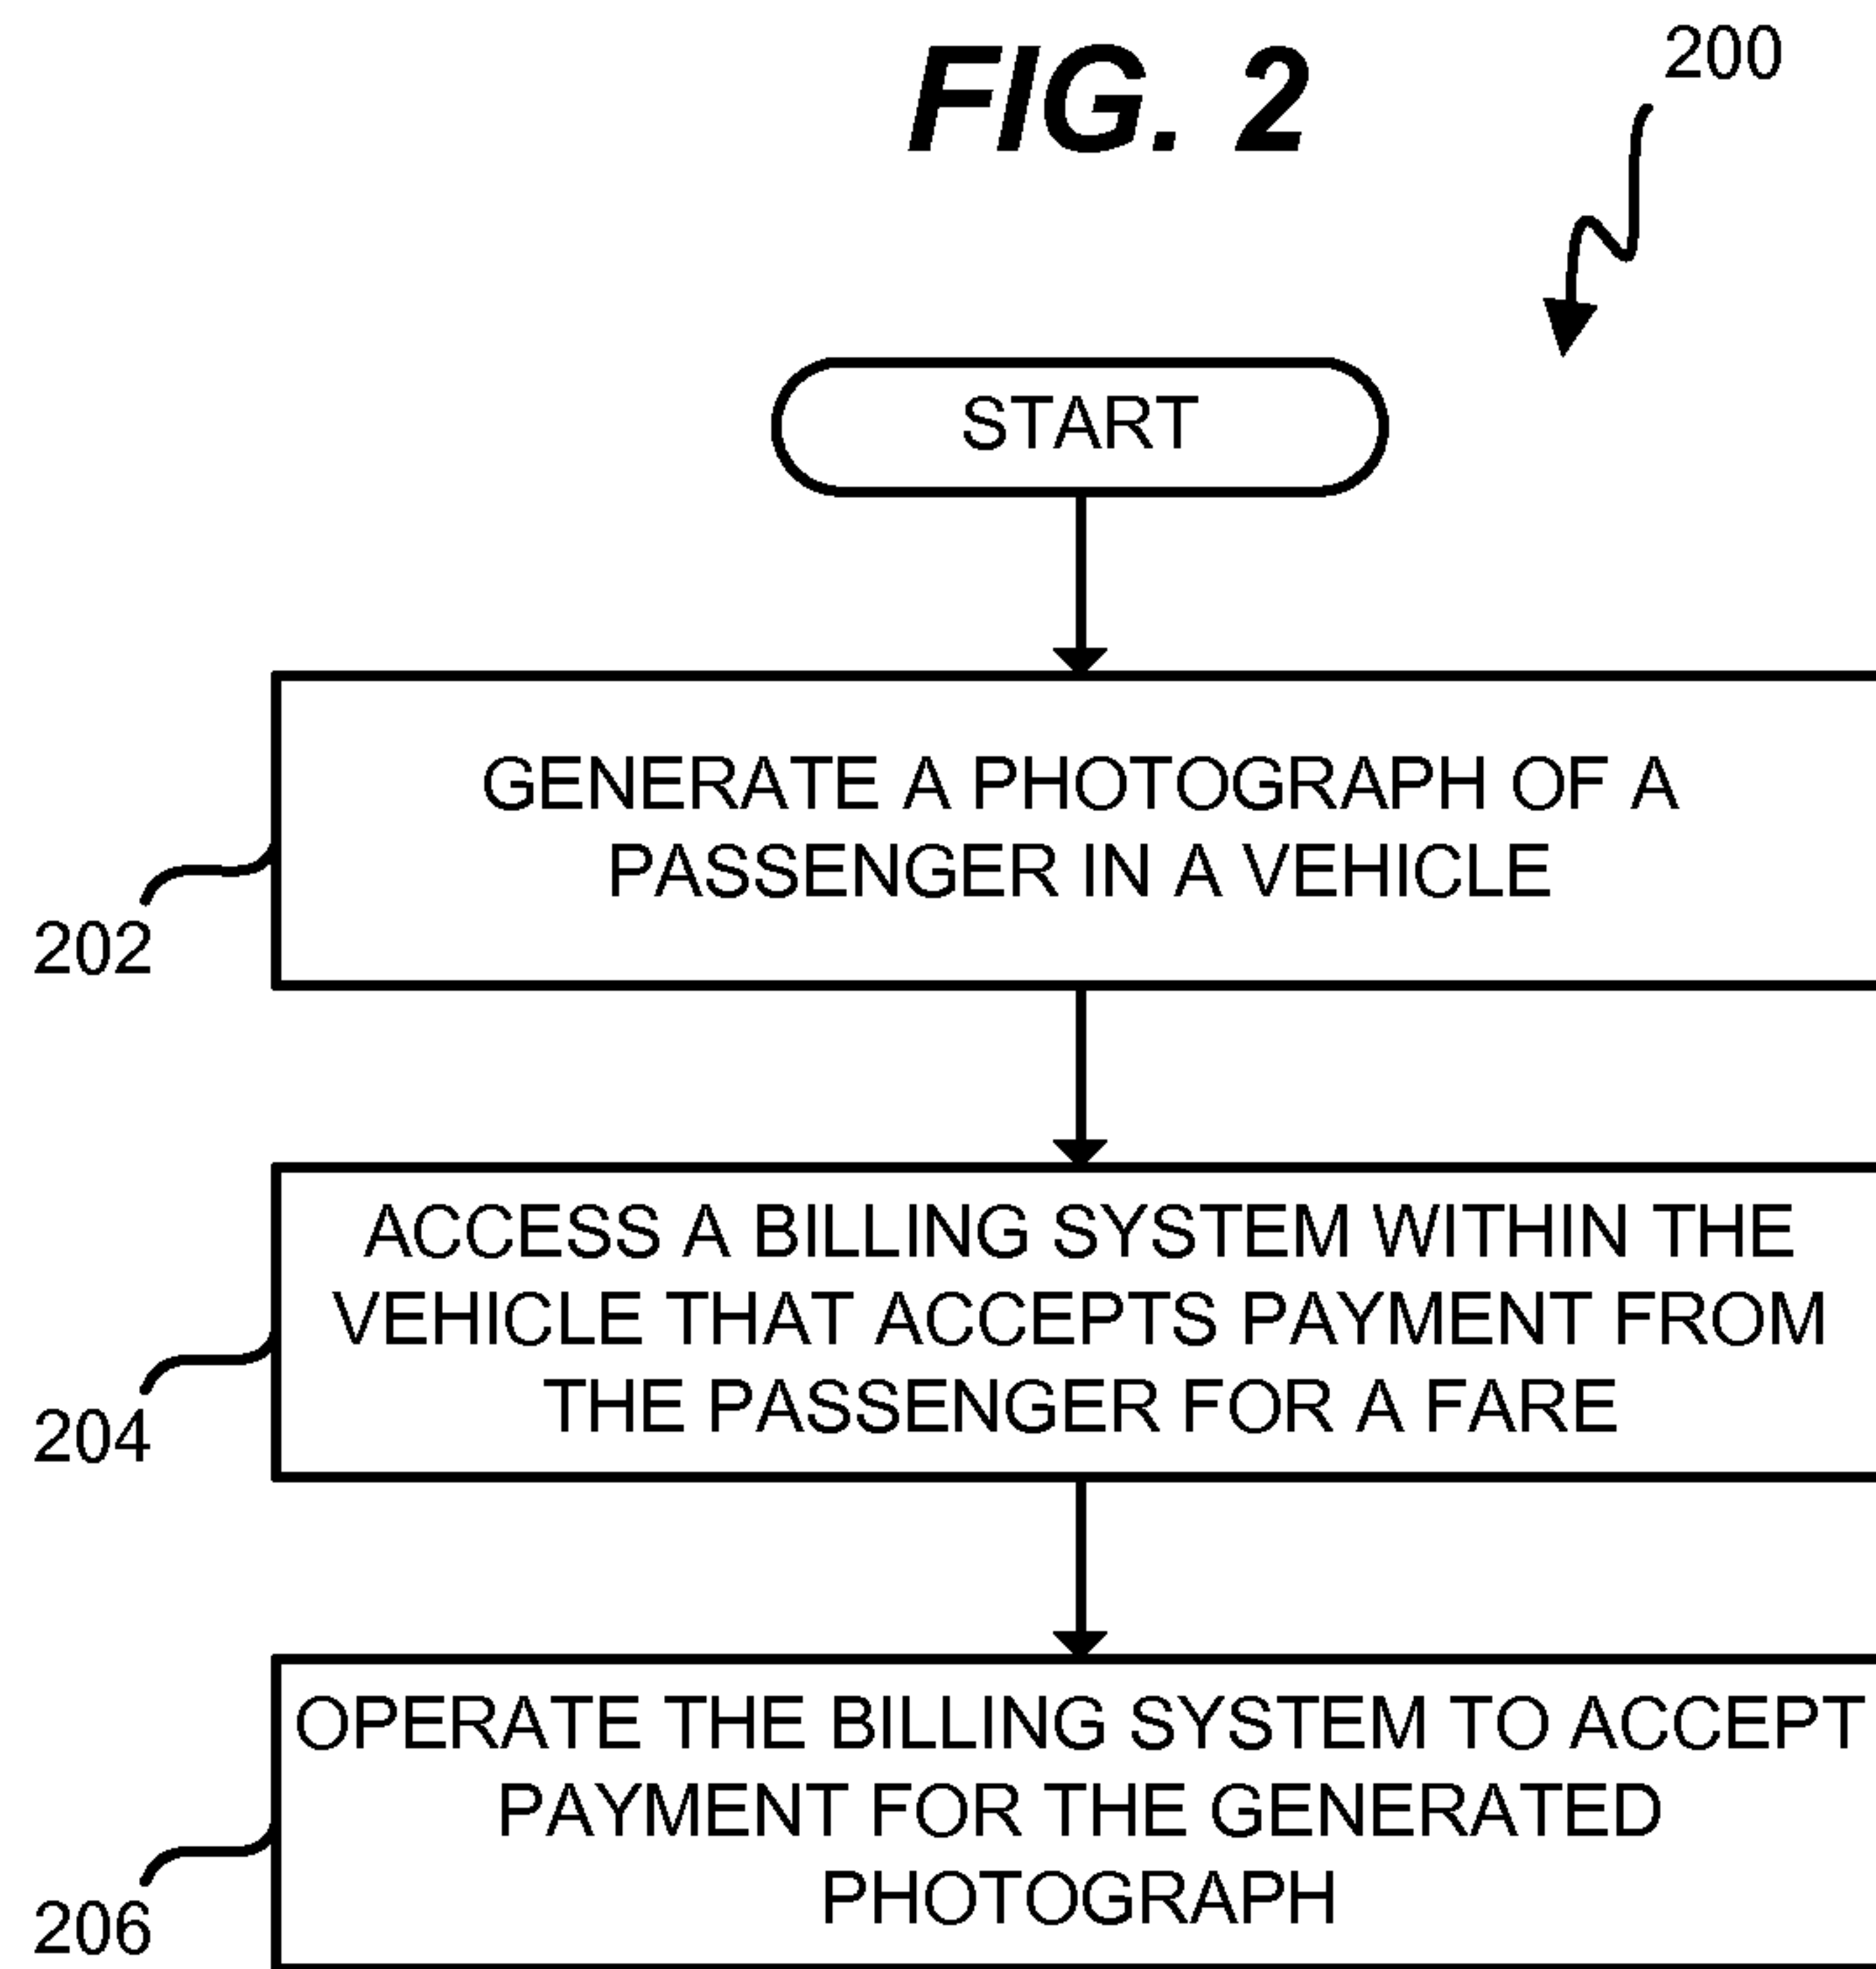 FIG. 2
200
START
GENERATE A PHOTOGRAPH OF A
PASSENGER IN A VEHICLE
202
ACCESS A BILLING SYSTEM WITHIN THE
VEHICLE THAT ACCEPTS PAYMENT FROM
THE PASSENGER FOR A FARE
204
OPERATE THE BILLING SYSTEM TO ACCEPT
PAYMENT FOR THE GENERATED
PHOTOGRAPH
206